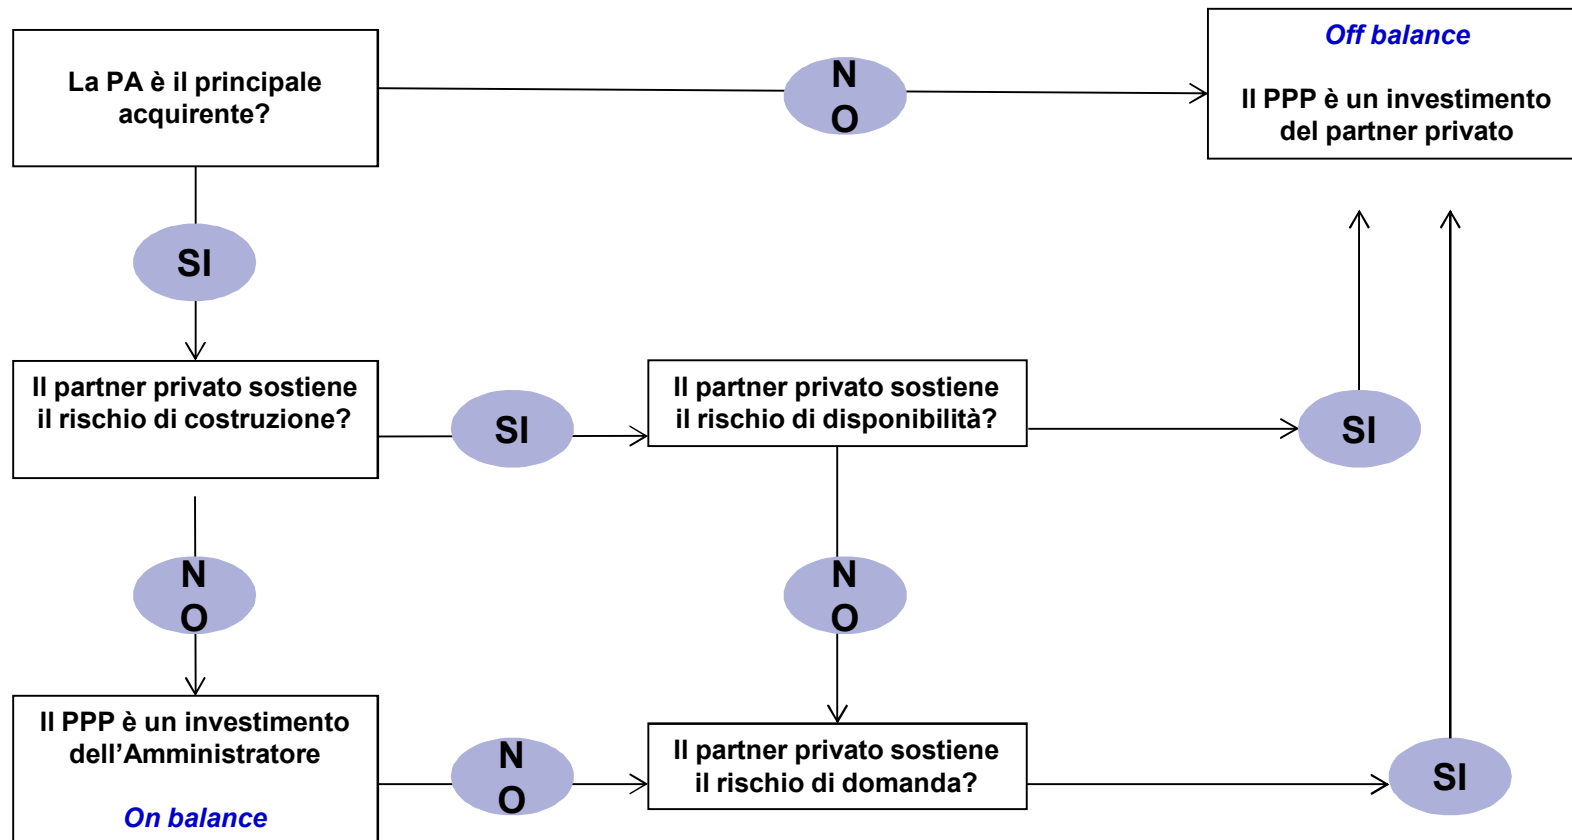 La PA è il principale
acquirente?
N
O
Off balance
Il PPP è un investimento
del partner privato
SI
Il partner privato sostiene
il rischio di costruzione?
SI
Il partner privato sostiene
il rischio di disponibilità?
SI
N
O
N
O
Il PPP è un investimento
dell’Amministratore
On balance
N
O
Il partner privato sostiene
il rischio di domanda?
SI